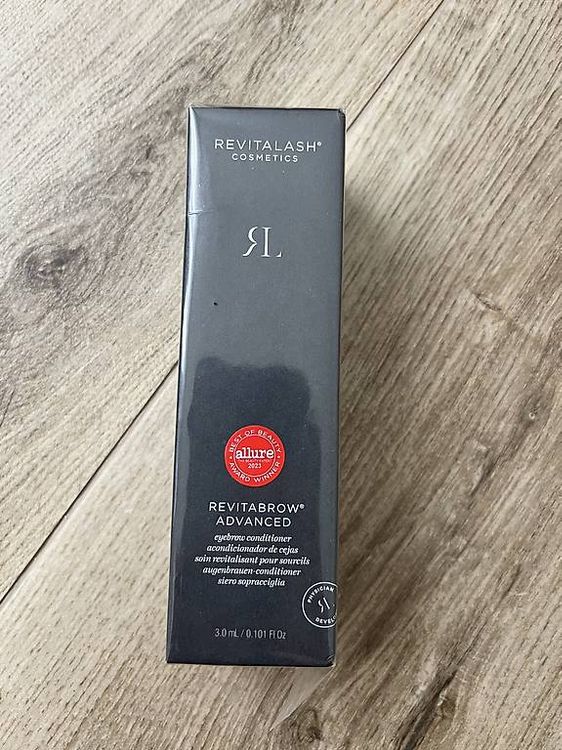 REVITALASH®
COSMETICS
RL
BEST OF BEAUTY
allure
2023
AWARD WINNER
REVITABROW®
ADVANCED
eyebrow conditioner
acondicionador de cejas
soin revitalisant pour sourcils
augenbrauen-conditioner
siero sopracciglia
PHYSICIAN
RL
3.0 mL / 0.101 Fl Oz